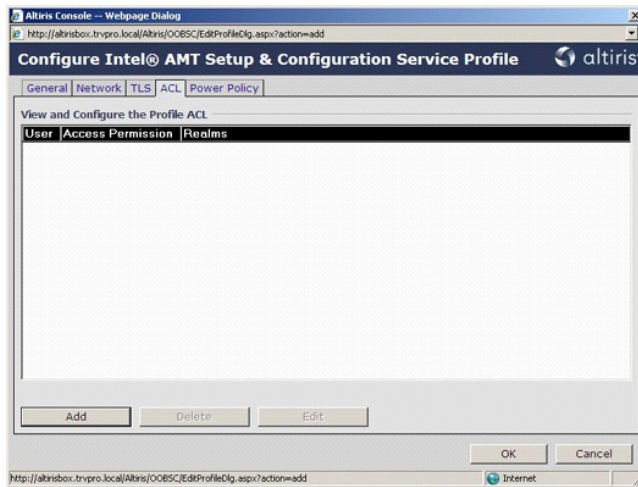 Altiris Console -- Webpage Dialog
http://altirisbox.trvpro.local/Altiris/OOBSC/EditProfileDlg.aspx?action=add
Configure Intel® AMT Setup & Configuration Service Profile
altiris
General Network TLS ACL Power Policy
View and Configure the Profile ACL
User Access Permission Realms
Add Delete Edit
OK Cancel
http://altirisbox.trvpro.local/Altiris/OOBSC/EditProfileDlg.aspx?action=add Internet